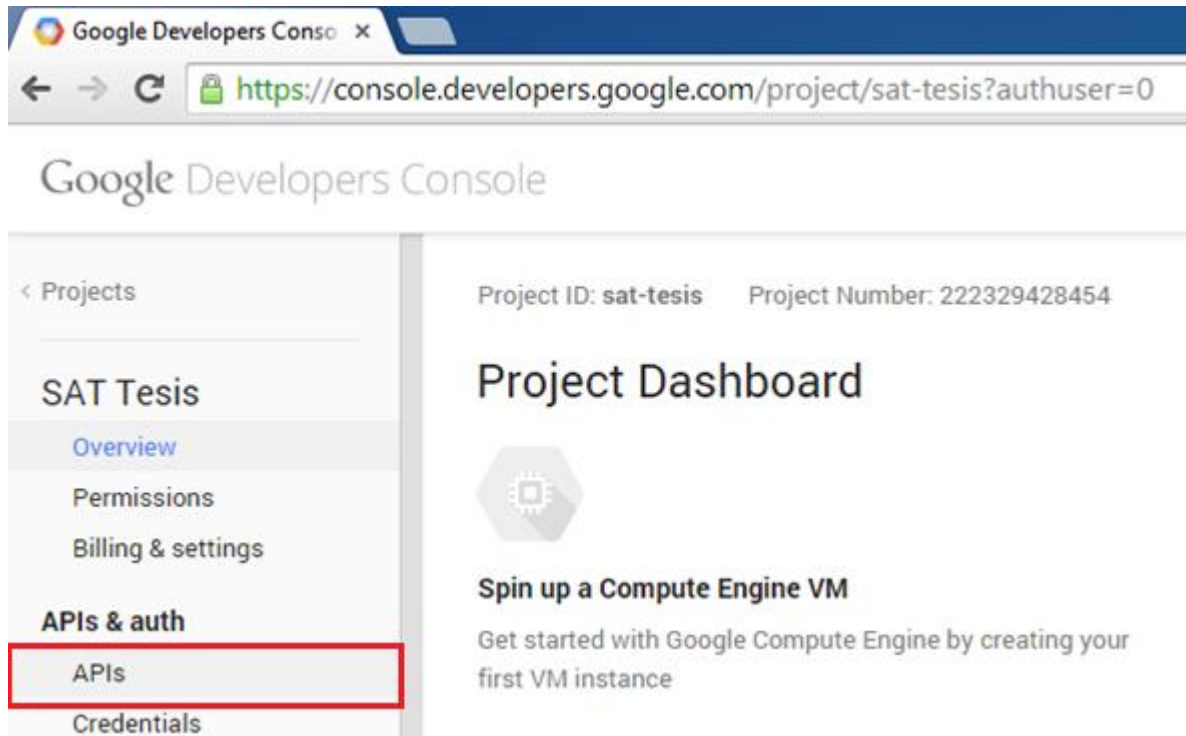 Google Developers Conso
https://console.developers.google.com/project/sat-tesis?authuser=0
Google Developers Console
< Projects
SAT Tesis
Overview
Permissions
Billing & settings
APIs & auth
APIs
Credentials
Project ID: sat-tesis Project Number: 222329428454
Project Dashboard
Spin up a Compute Engine VM
Get started with Google Compute Engine by creating your
first VM instance